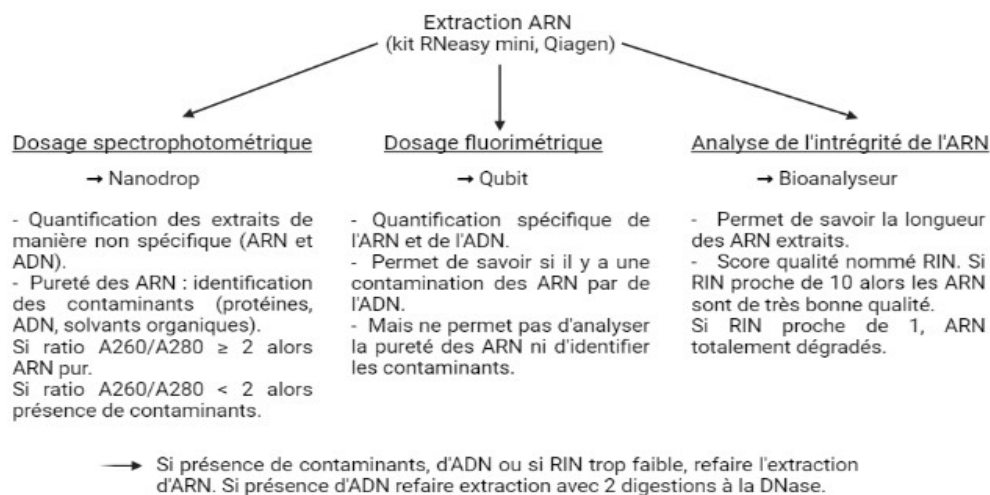 Extraction ARN
(kit RNeasy mini, Qiagen)
Dosage spectrophotométrique
→ Nanodrop
- Quantification des extraits de
manière non spécifique (ARN et
ADN).
- Pureté des ARN : identification
des contaminants (protéines,
ADN, solvants organiques).
Si ratio A260/A280 ≥ 2 alors
ARN pur.
Si ratio A260/A280 < 2 alors
présence de contaminants.
Dosage fluorimétrique
→ Qubit
- Quantification spécifique de
l'ARN et de l'ADN.
- Permet de savoir si il y a une
contamination des ARN par de
l'ADN.
- Mais ne permet pas d'analyser
la pureté des ARN ni d'identifier
les contaminants.
Analyse de l'intrégrité de l'ARN
→ Bioanalyseur
- Permet de savoir la longueur
des ARN extraits.
- Score qualité nommé RIN. Si
RIN proche de 10 alors les ARN
sont de très bonne qualité.
Si RIN proche de 1, ARN
totalement dégradés.
→ Si présence de contaminants, d'ADN ou si RIN trop faible, refaire l'extraction
d'ARN. Si présence d'ADN refaire extraction avec 2 digestions à la DNase.